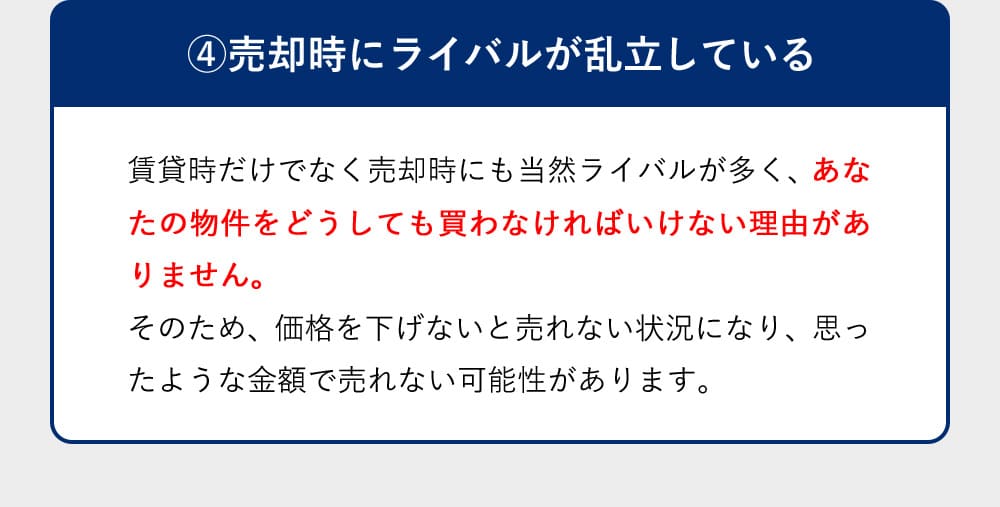 ④売却時にライバルが乱立している
賃貸時だけでなく売却時にも当然ライバルが多く、あな
たの物件をどうしても買わなければいけない理由があ
りません。
そのため、価格を下げないと売れない状況になり、思っ
たような金額で売れない可能性があります。